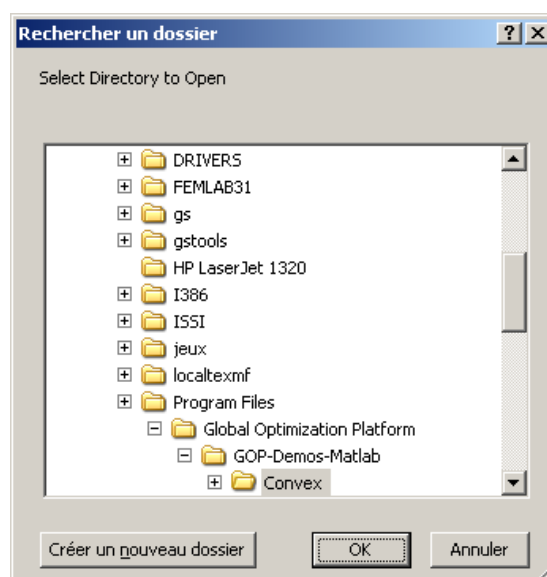 Rechercher un dossier
Select Directory to Open
DRIVERS
FEMLAB31
gs
gstools
HP LaserJet 1320
I386
ISSI
jeux
localtexmf
Program Files
Global Optimization Platform
GOP-Demos-Matlab
Convex
Créer un nouveau dossier OK Annuler